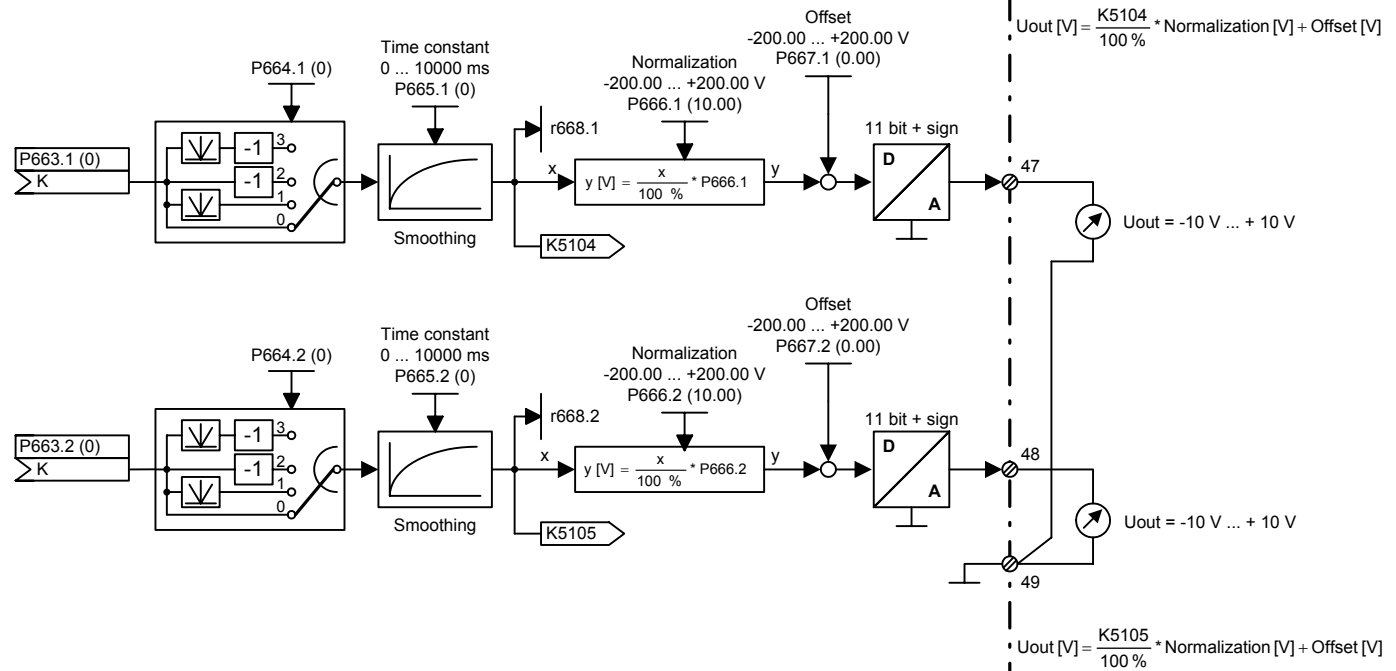 Uout [V] = K5104 / 100 % * Normalization [V] + Offset [V]
Offset
-200.00 ... +200.00 V
P667.1 (0.00)
Time constant
0 ... 10000 ms
P665.1 (0)
Normalization
-200.00 ... +200.00 V
P666.1 (10.00)
P664.1 (0)
11 bit + sign
r668.1
P663.1 (0)
K
-1
3
-1
2
1
0
x
y [V] = x / 100 % * P666.1
y
D
A
47
Smoothing
K5104
Uout = -10 V ... + 10 V
Offset
-200.00 ... +200.00 V
P667.2 (0.00)
Time constant
0 ... 10000 ms
P665.2 (0)
Normalization
-200.00 ... +200.00 V
P666.2 (10.00)
P664.2 (0)
11 bit + sign
r668.2
P663.2 (0)
K
-1
3
-1
2
1
0
x
y [V] = x / 100 % * P666.2
y
D
A
48
Smoothing
K5105
Uout = -10 V ... + 10 V
49
Uout [V] = K5105 / 100 % * Normalization [V] + Offset [V]